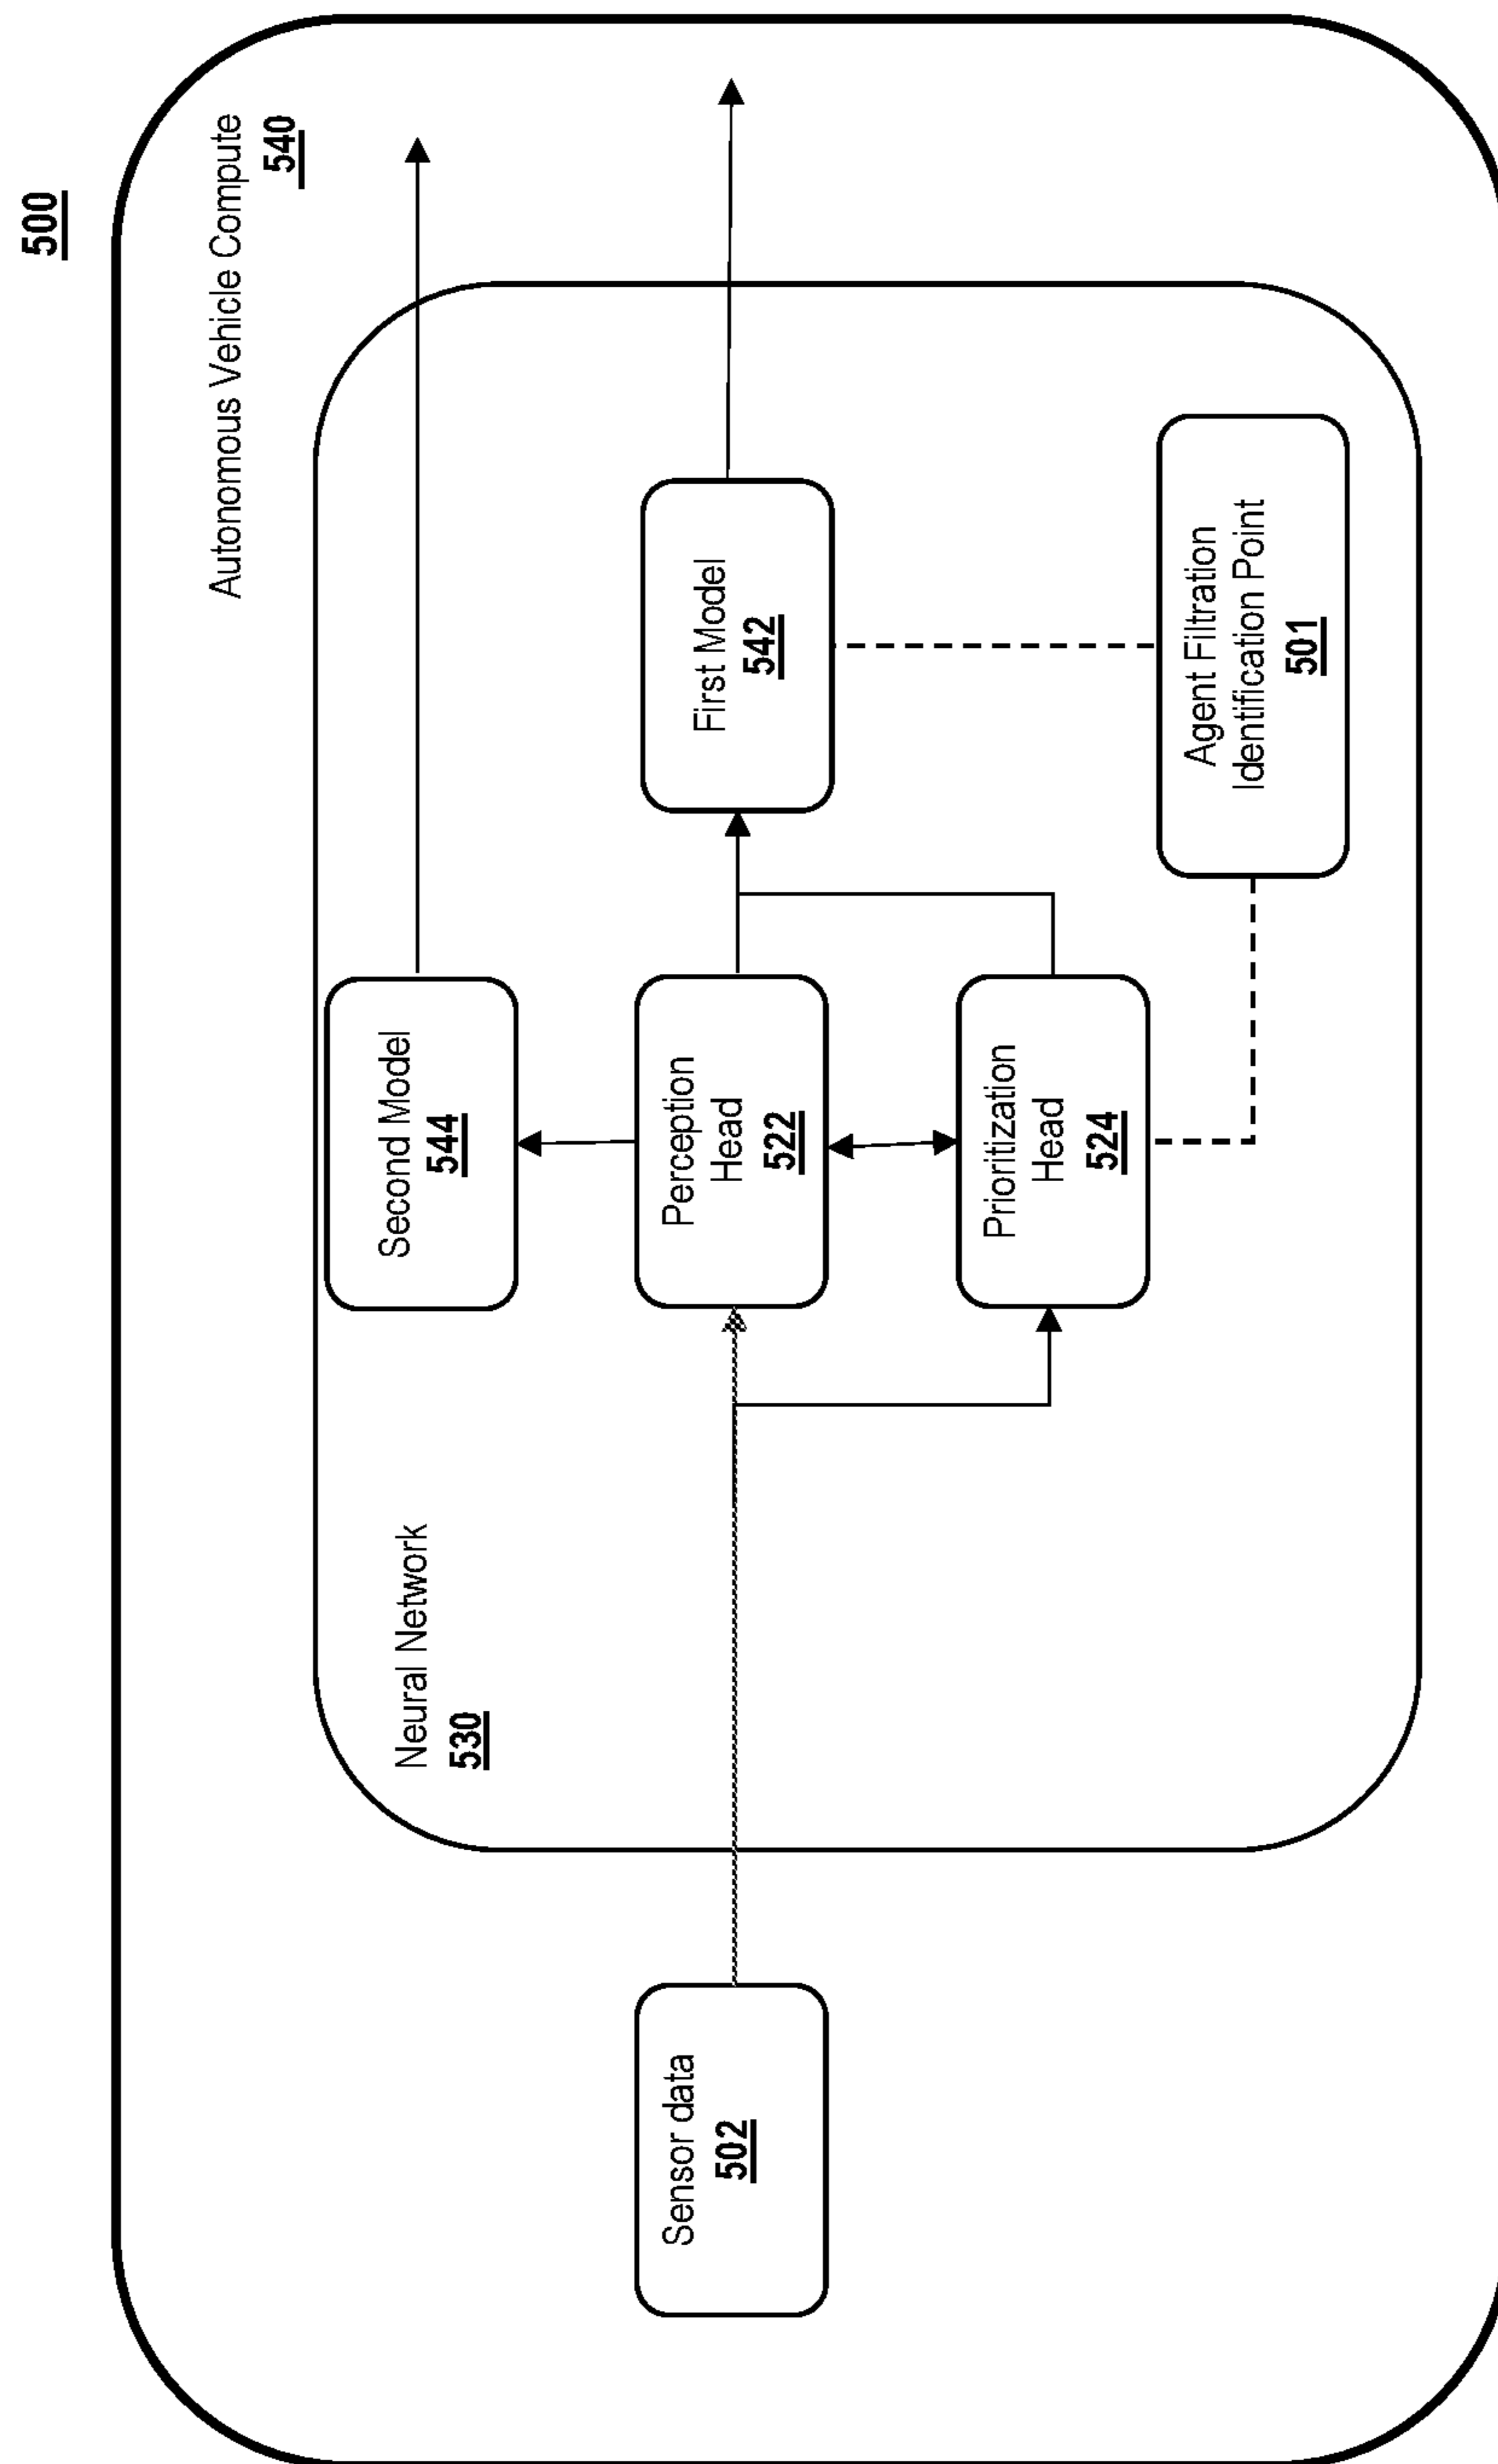 500
Autonomous Vehicle Compute
540
Neural Network
530
Second Model
544
Sensor data
502
Perception
Head
522
First Model
542
Prioritization
Head
524
Agent Filtration
Identification Point
501